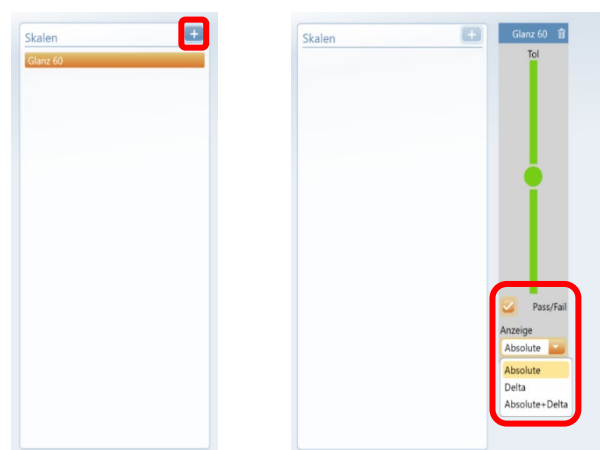 Skalen
+
Glanz 60
Skalen
+
Glanz 60
Tol
Pass/Fail
Anzeige
Absolute
Absolute
Delta
Absolute+Delta